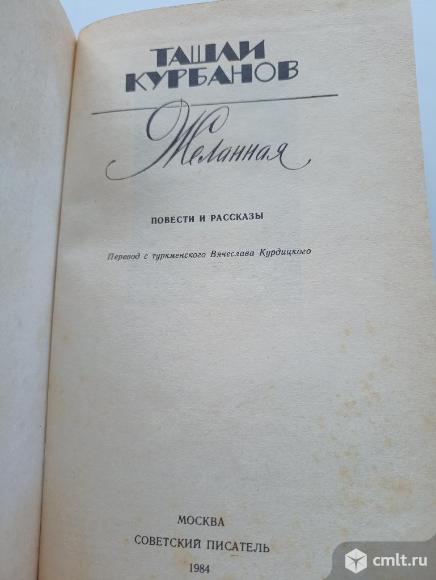 ТАШЛИ
КУРБАНОВ
Желанная
ПОВЕСТИ И РАССКАЗЫ
Перевод с туркменского Вячеслава Курдицкого
МОСКВА
СОВЕТСКИЙ ПИСАТЕЛЬ
1984
cmlt.ru